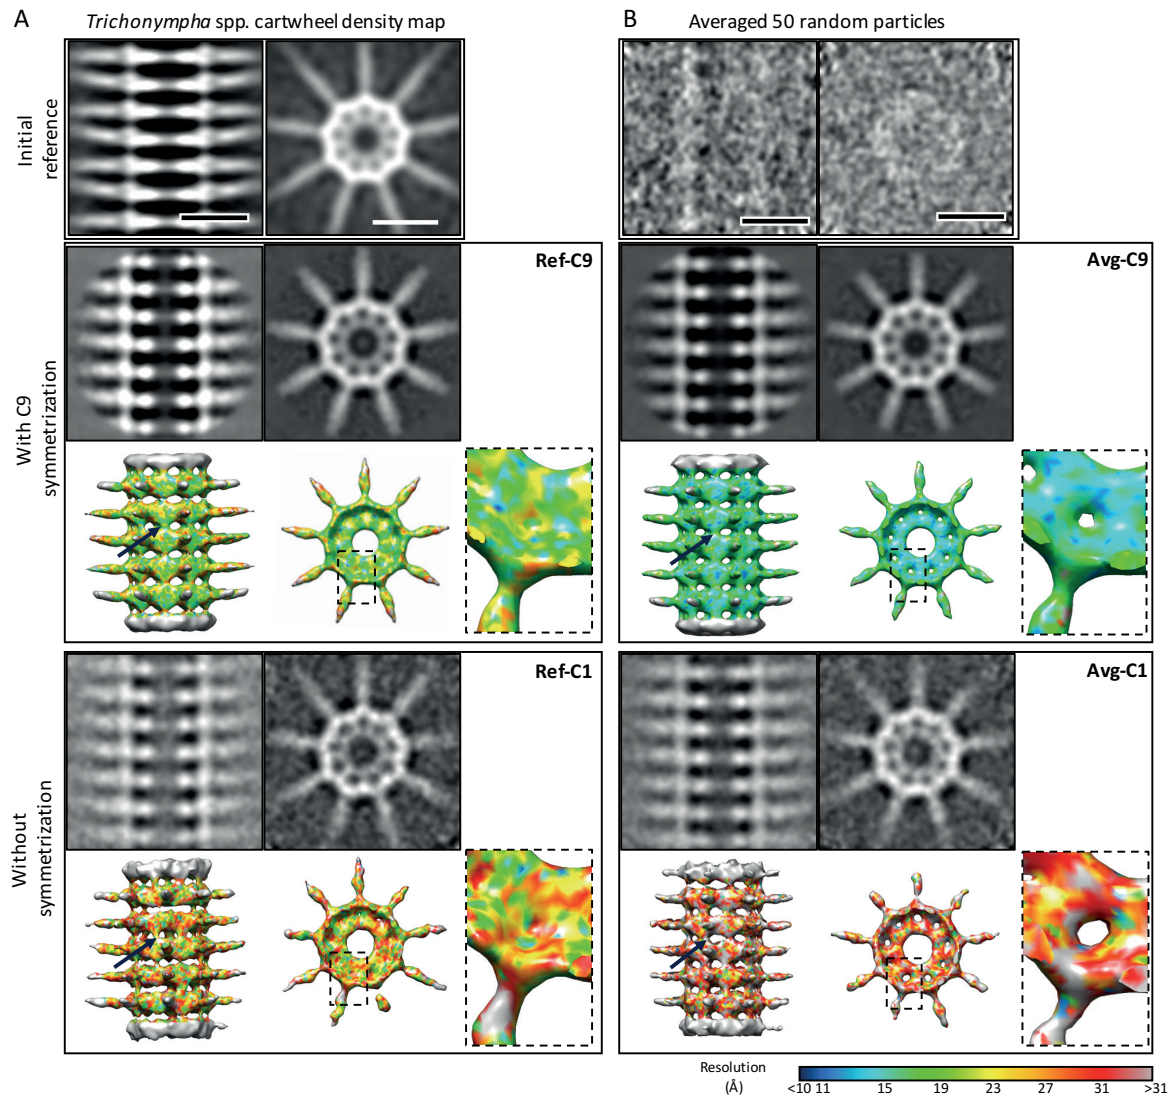 A
Trichonympha spp. cartwheel density map
B
Averaged 50 random particles
Initial
reference
With C9
symmetrization
Ref-C9
Avg-C9
Without
symmetrization
Ref-C1
Avg-C1
Resolution
(Å)
<10 11 15 19 23 27 31 >31